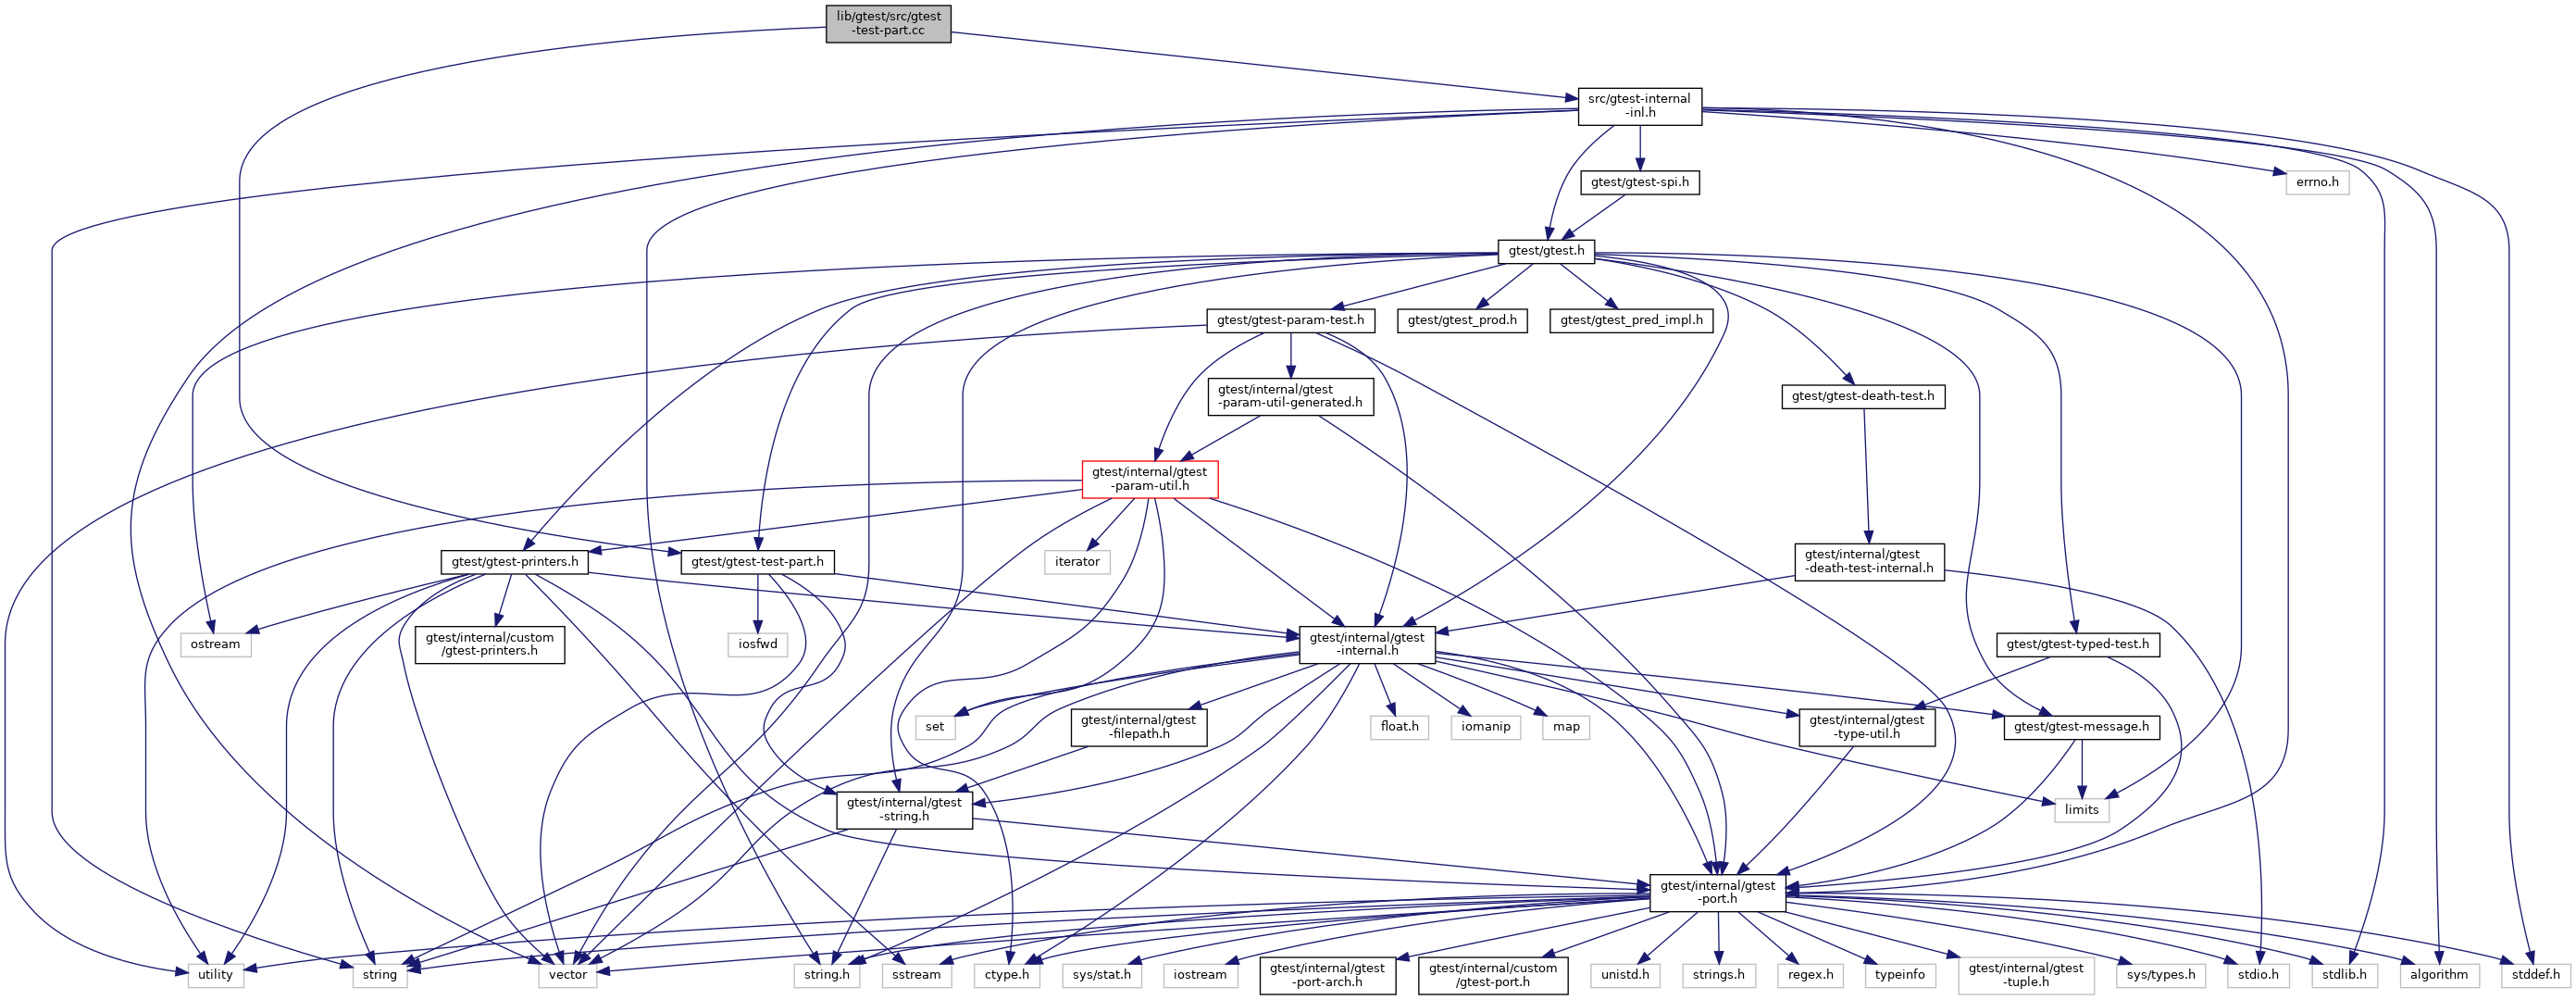 lib/gtest/src/gtest
-test-part.cc
src/gtest-internal
-inl.h
gtest/gtest-spi.h
errno.h
gtest/gtest.h
gtest/gtest-param-test.h
gtest/gtest_prod.h
gtest/gtest_pred_impl.h
gtest/internal/gtest
-param-util-generated.h
gtest/gtest-death-test.h
gtest/internal/gtest
-param-util.h
gtest/gtest-printers.h
gtest/gtest-test-part.h
iterator
gtest/internal/gtest
-death-test-internal.h
ostream
gtest/internal/custom
/gtest-printers.h
iosfwd
gtest/internal/gtest
-internal.h
gtest/gtest-typed-test.h
set
gtest/internal/gtest
-filepath.h
float.h
iomanip
map
gtest/internal/gtest
-type-util.h
gtest/gtest-message.h
gtest/internal/gtest
-string.h
limits
gtest/internal/gtest
-port.h
utility
string
vector
string.h
sstream
ctype.h
sys/stat.h
iostream
gtest/internal/gtest
-port-arch.h
gtest/internal/custom
/gtest-port.h
unistd.h
strings.h
regex.h
typeinfo
gtest/internal/gtest
-tuple.h
sys/types.h
stdio.h
stdlib.h
algorithm
stddef.h